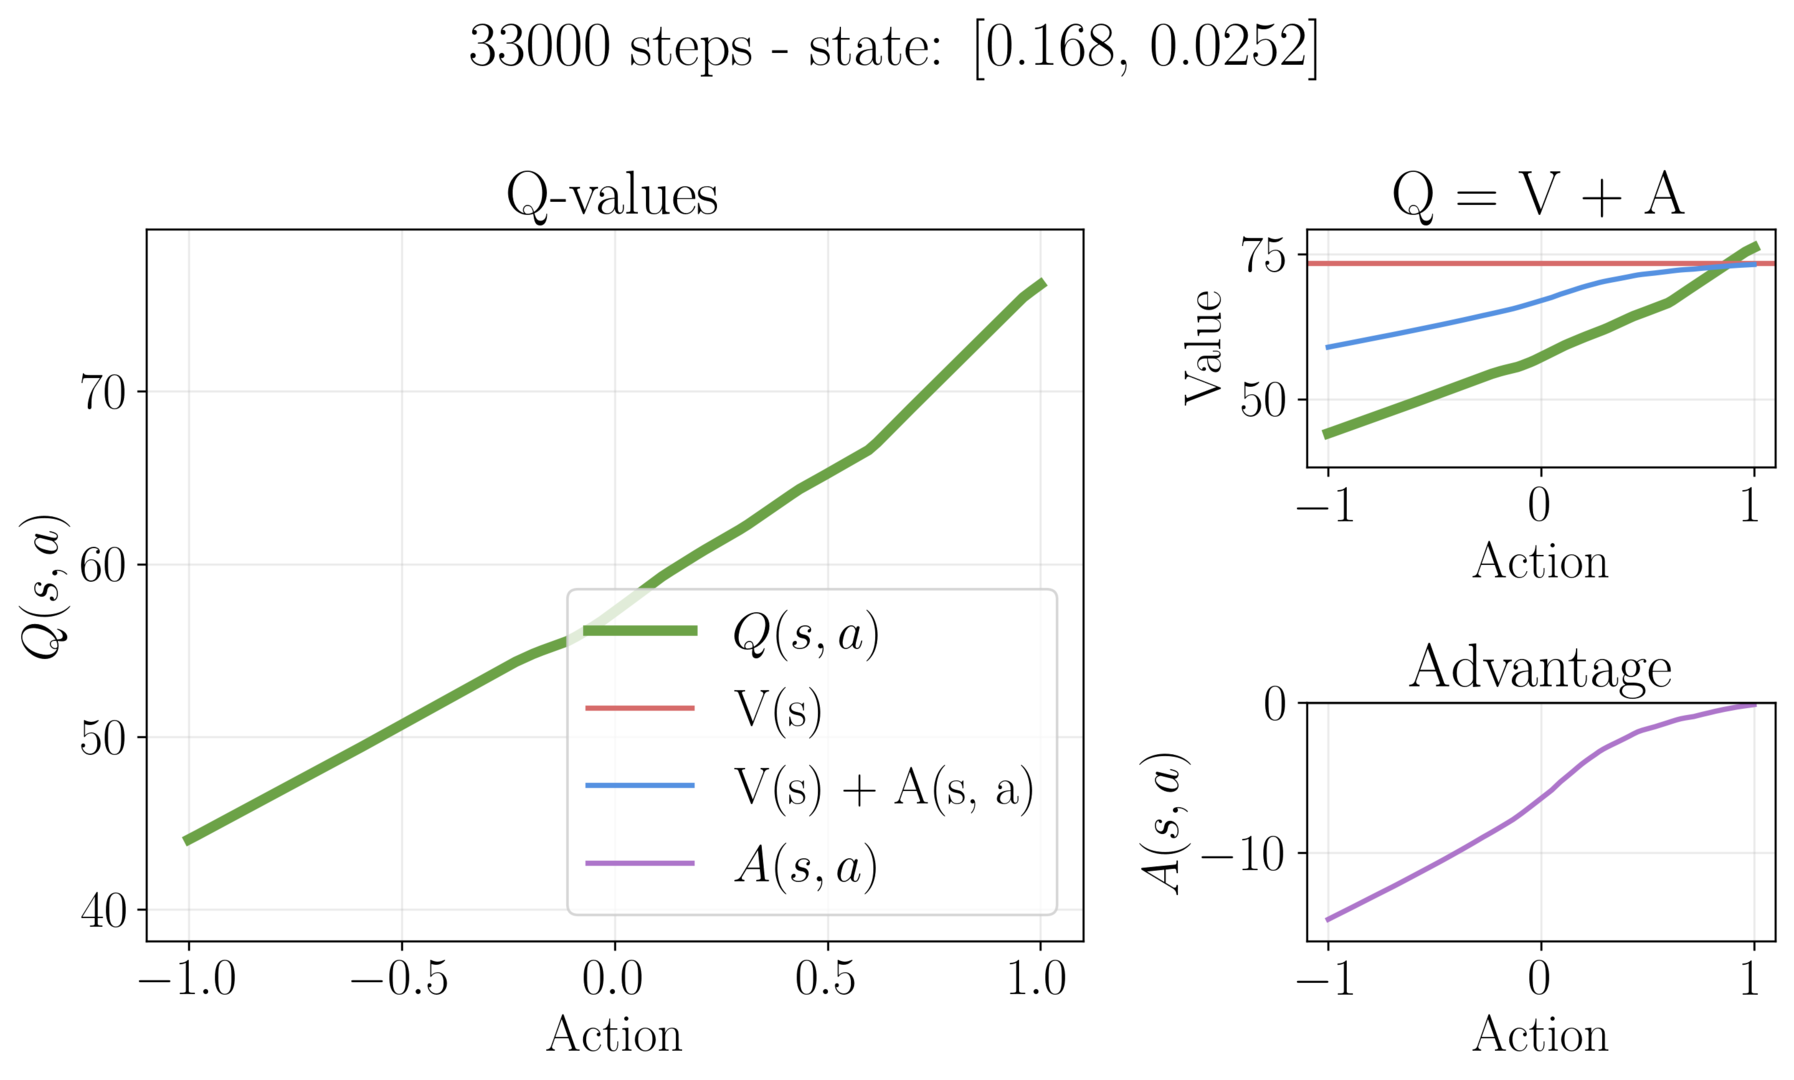 33000 steps - state: [0.168, 0.0252]
Q-values
70
60
50
40
Q(s, a)
−1.0 −0.5 0.0 0.5 1.0
Action
Q(s, a)
V(s)
V(s) + A(s, a)
A(s, a)
Q = V + A
75
50
Value
−1 0 1
Action
Advantage
0
−10
A(s, a)
−1 0 1
Action